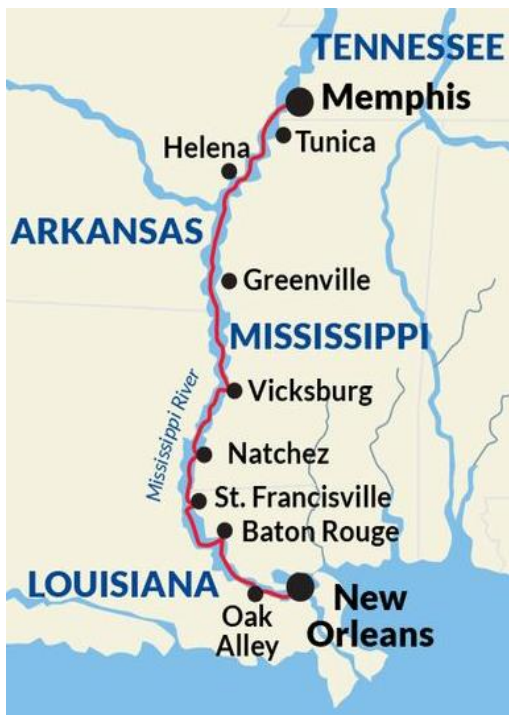 TENNESSEE
Memphis
Tunica
Helena
ARKANSAS
Greenville
MISSISSIPPI
Vicksburg
Mississippi River
Natchez
St. Francisville
Baton Rouge
LOUISIANA
Oak
Alley
New
Orleans